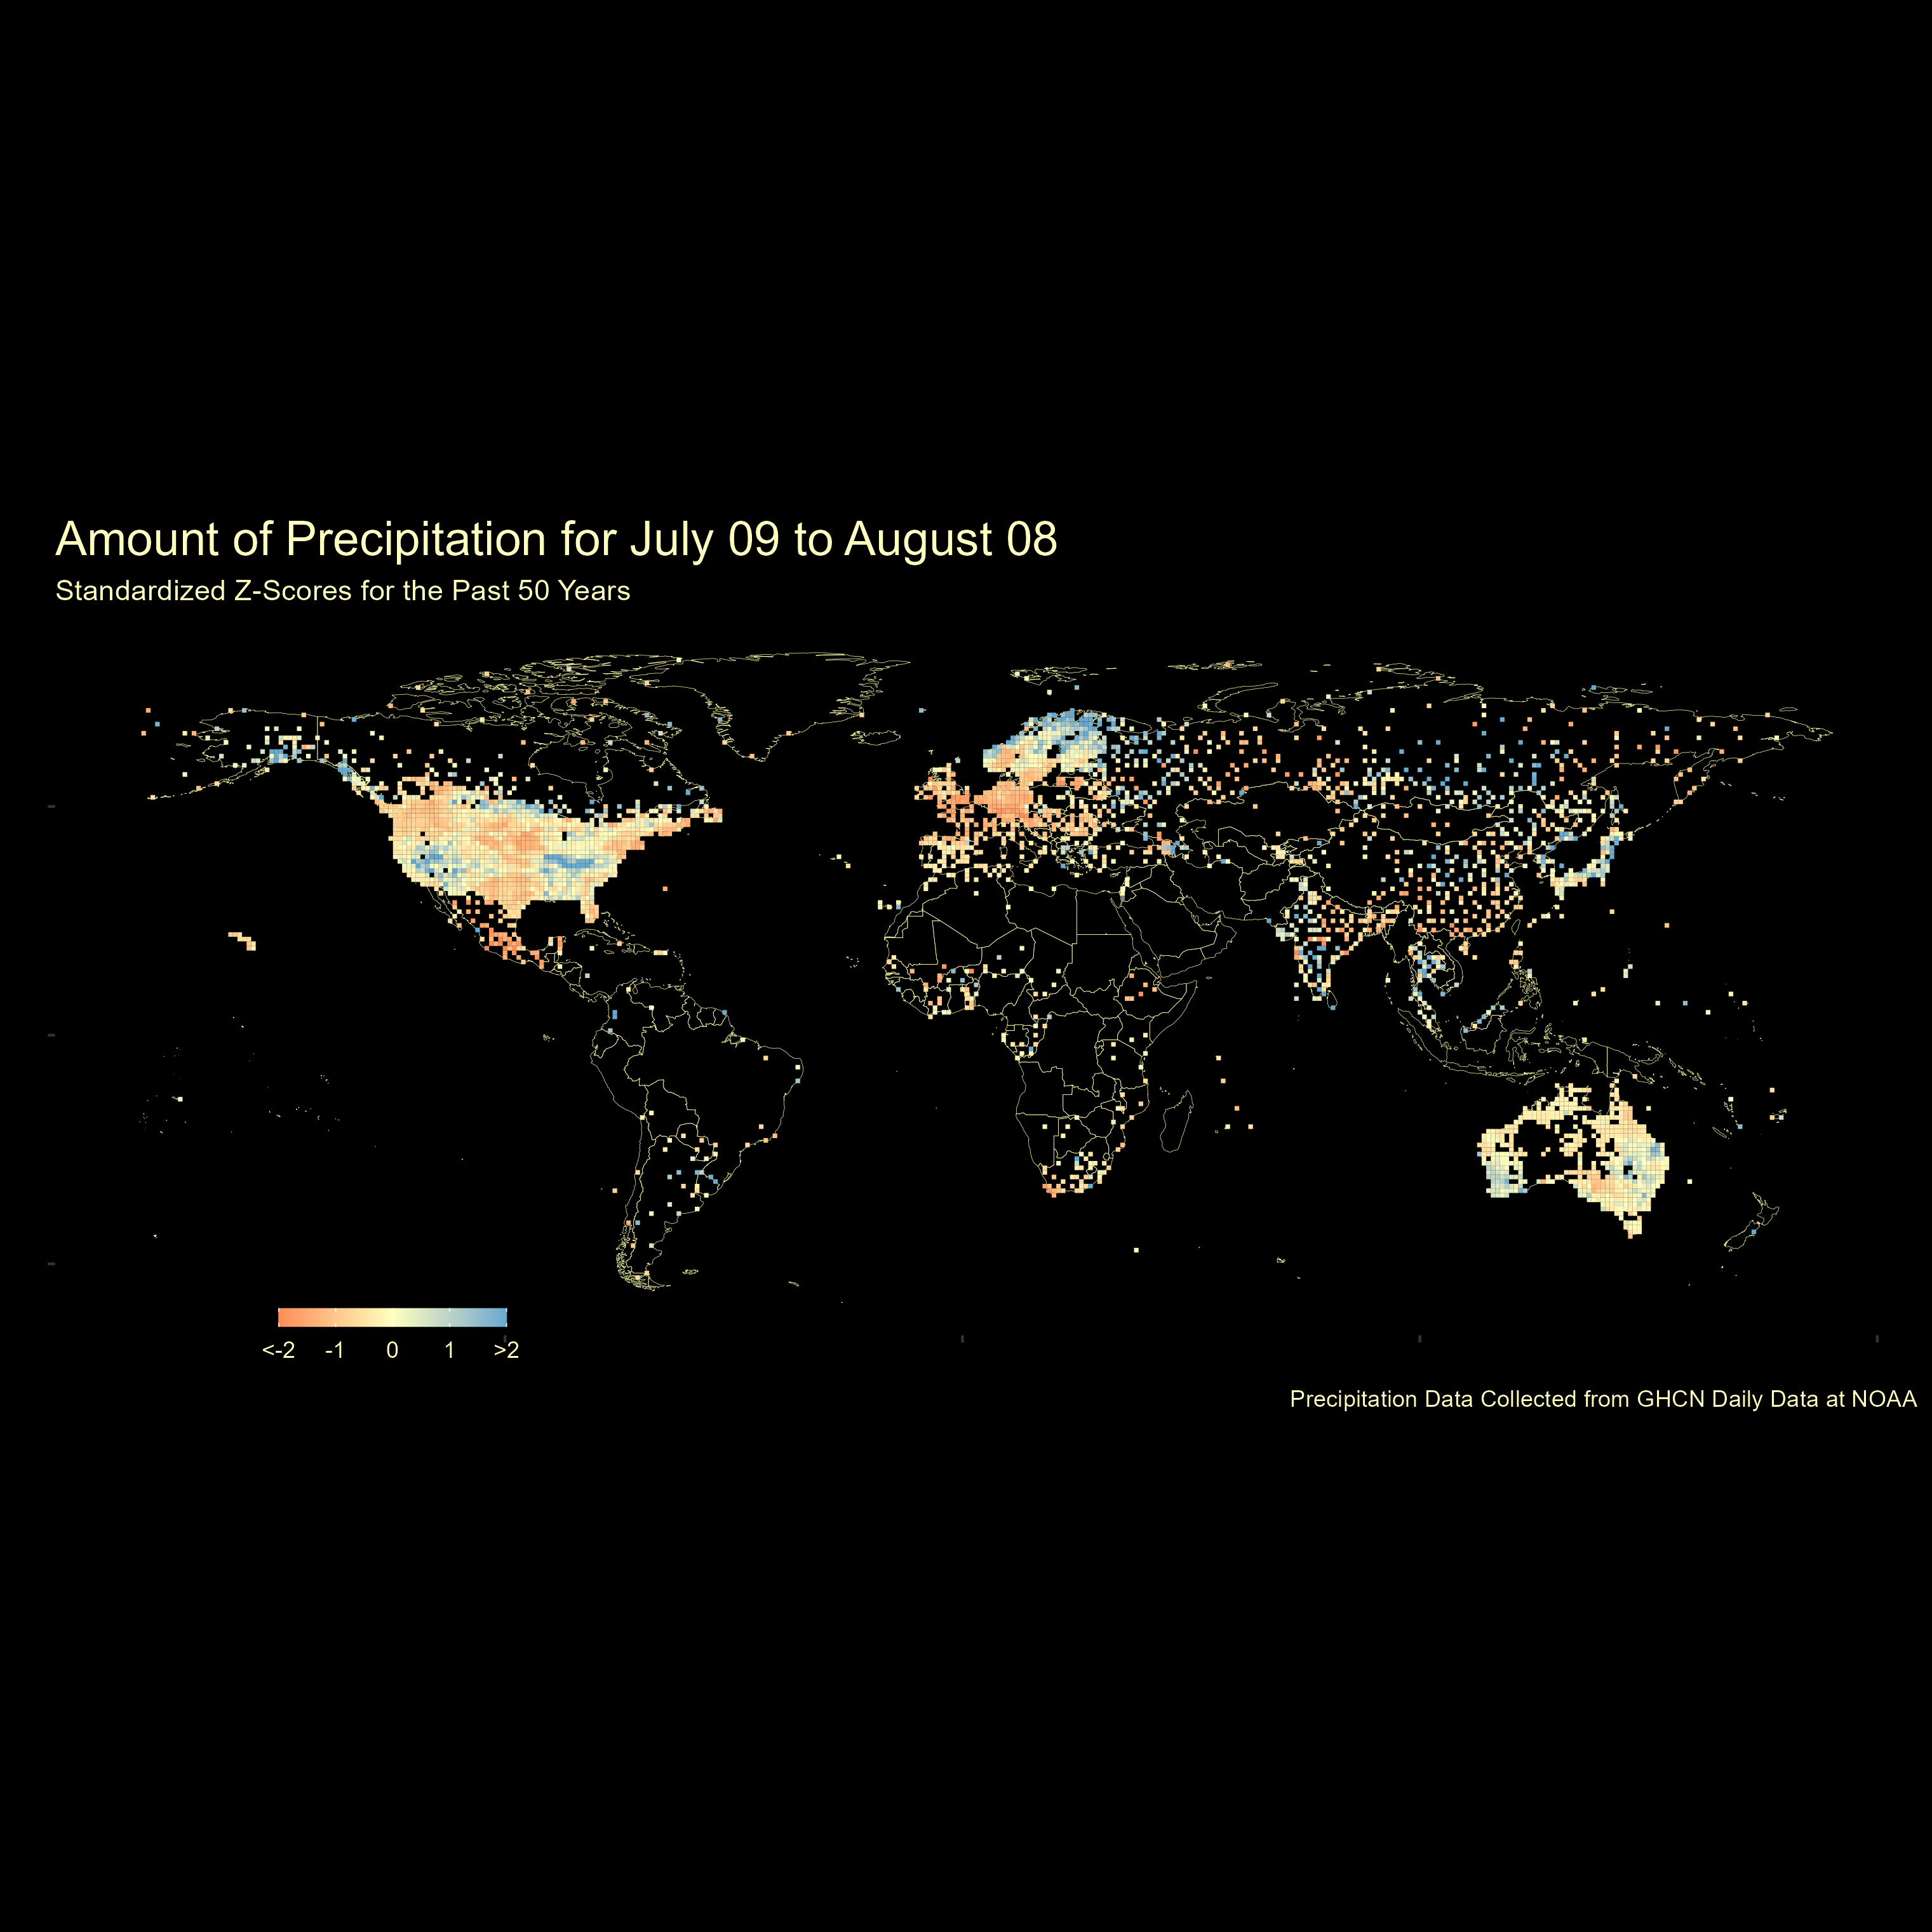 Amount of Precipitation for July 09 to August 08
Standardized Z-Scores for the Past 50 Years
<-2 -1 0 1 >2
Precipitation Data Collected from GHCN Daily Data at NOAA